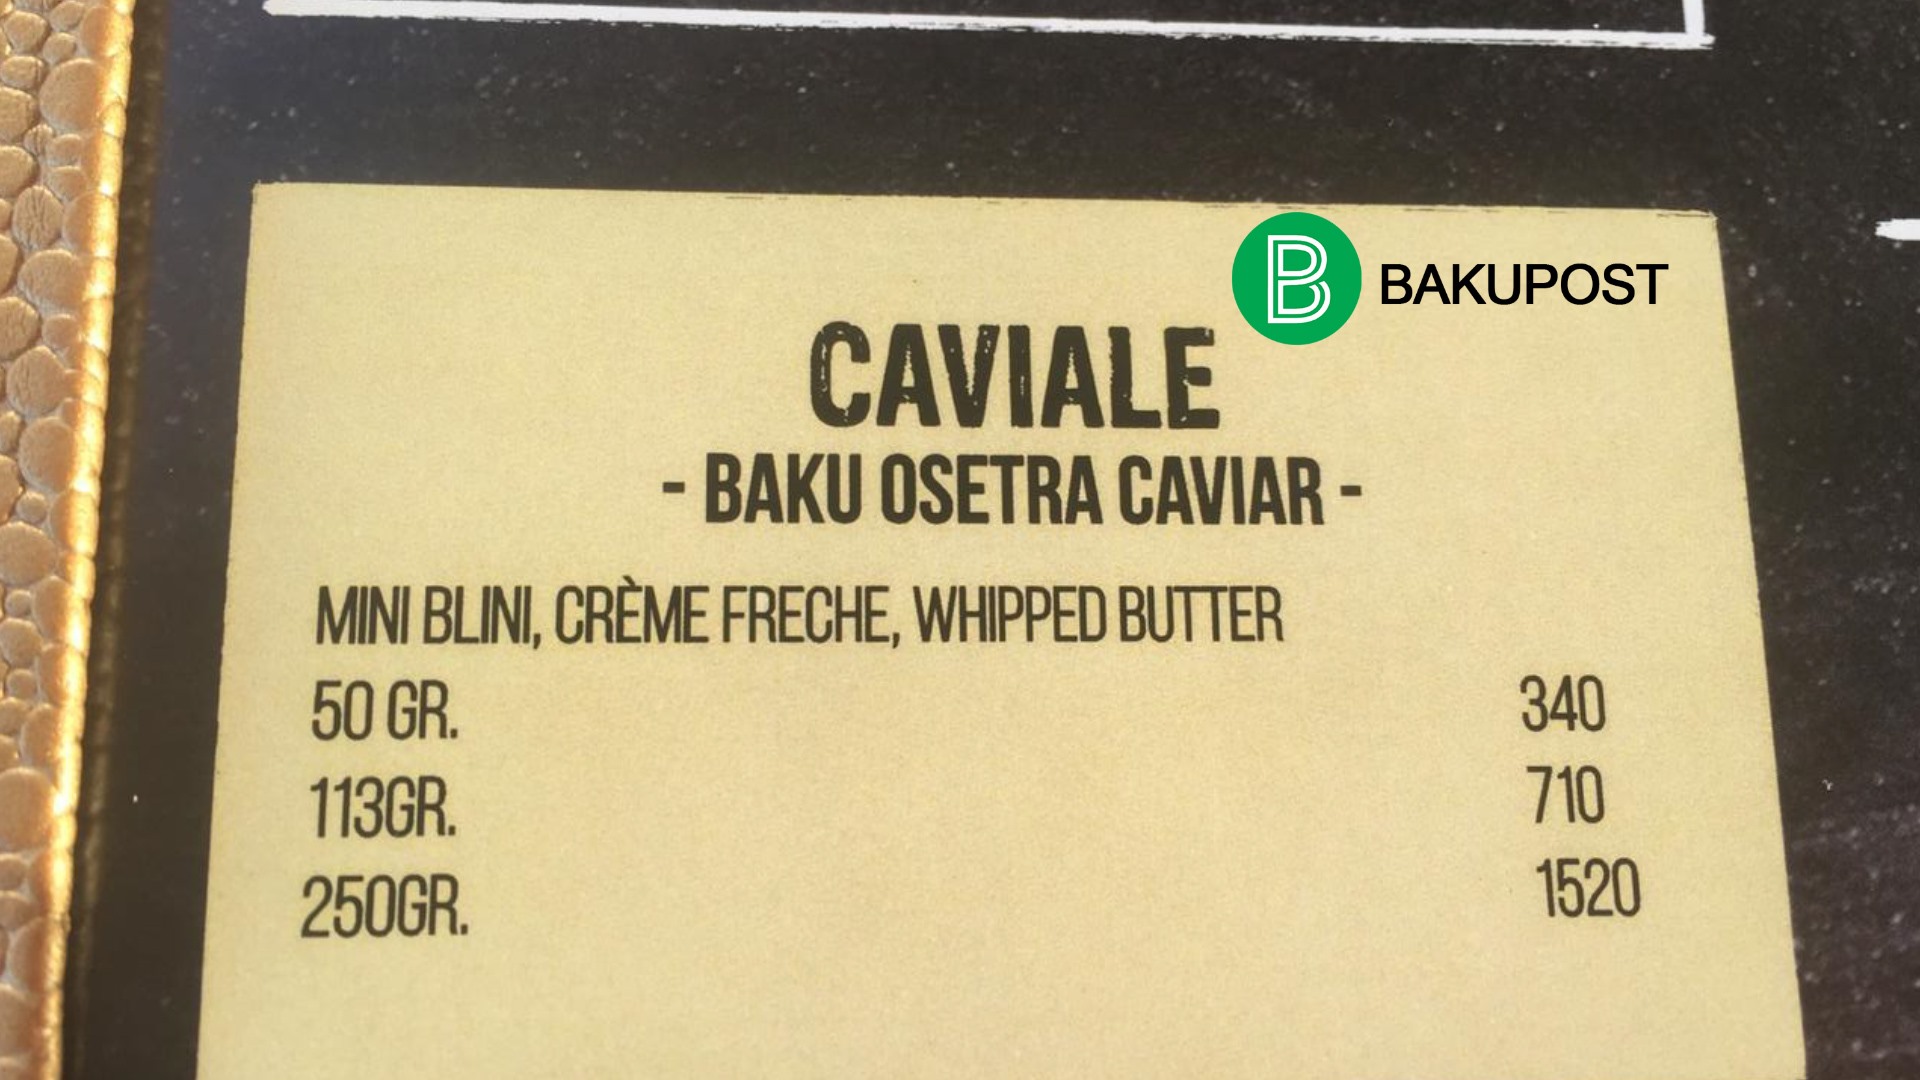 BAKUPOST
CAVIALE
- BAKU OSETRA CAVIAR -
MINI BLINI, CRÈME FRECHE, WHIPPED BUTTER
50 GR. 340
113GR. 710
250GR. 1520